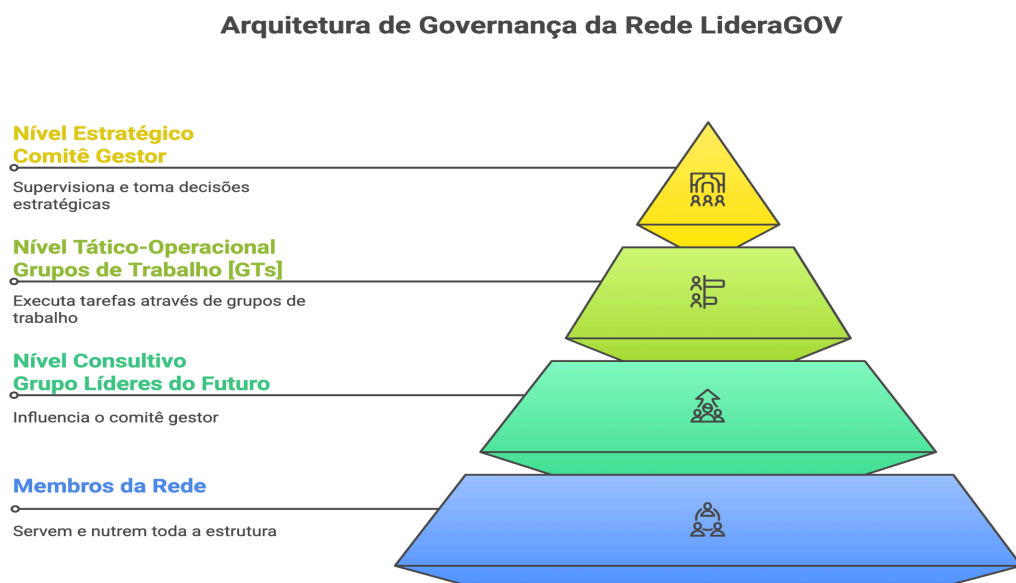 Arquitetura de Governança da Rede LideraGOV
Nível Estratégico
Comitê Gestor
Supervisiona e toma decisões
estratégicas
Nível Tático-Operacional
Grupos de Trabalho [GTs]
Executa tarefas através de grupos de
trabalho
Nível Consultivo
Grupo Líderes do Futuro
Influencia o comitê gestor
Membros da Rede
Servem e nutrem toda a estrutura